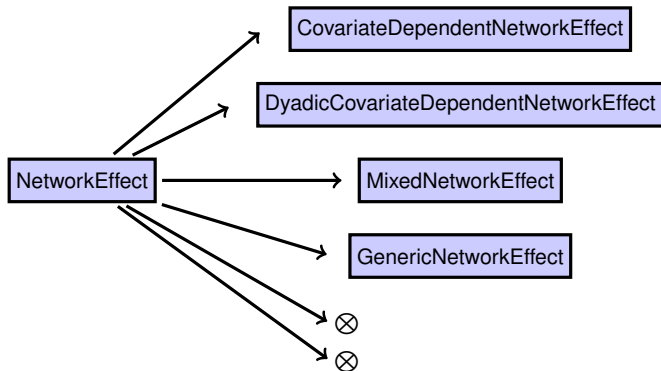 CovariateDependentNetworkEffect
DyadicCovariateDependentNetworkEffect
NetworkEffect
MixedNetworkEffect
GenericNetworkEffect
⊗
⊗